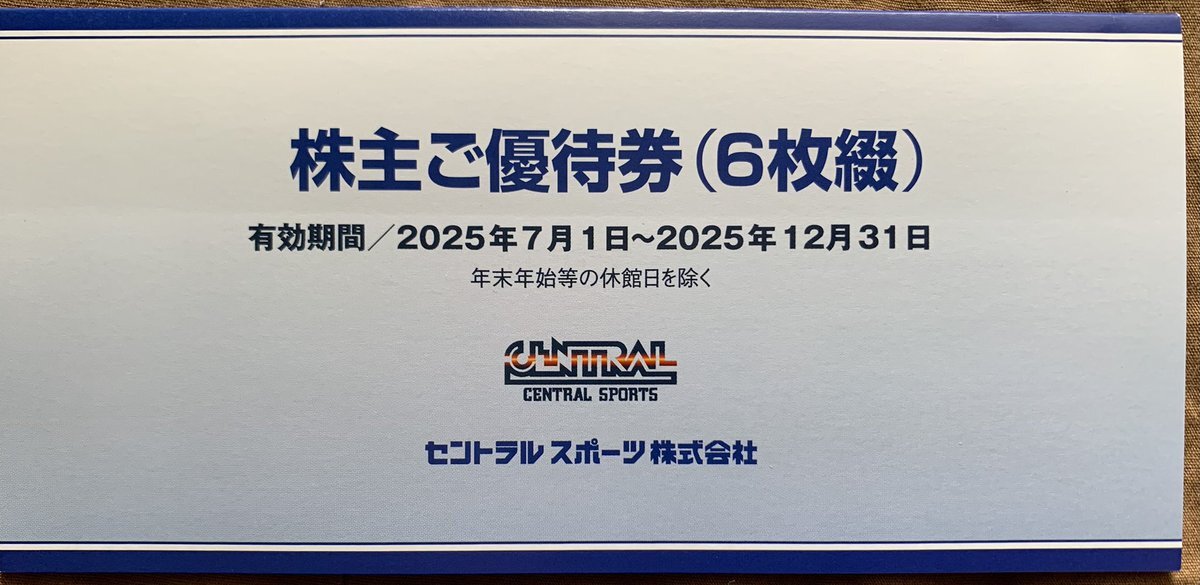 株主ご優待券（6枚綴）
有効期間／2025年7月1日～2025年12月31日
年末年始等の休館日を除く
CENTRAL
CENTRAL SPORTS
セントラルスポーツ株式会社